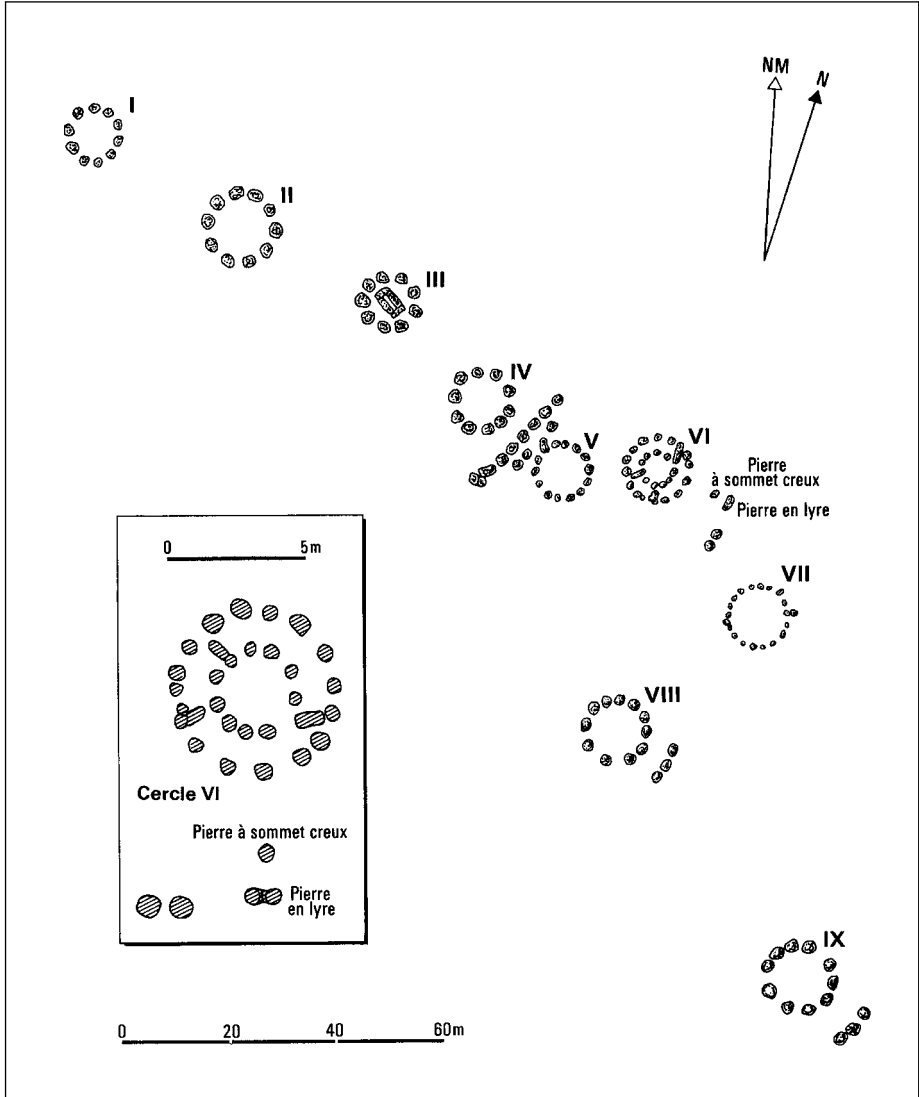 NM
N
I
II
III
IV
V
VI
Pierre
à sommet creux
Pierre en lyre
VII
VIII
IX
0 5m
Cercle VI
Pierre à sommet creux
Pierre
en lyre
0 20 40 60m